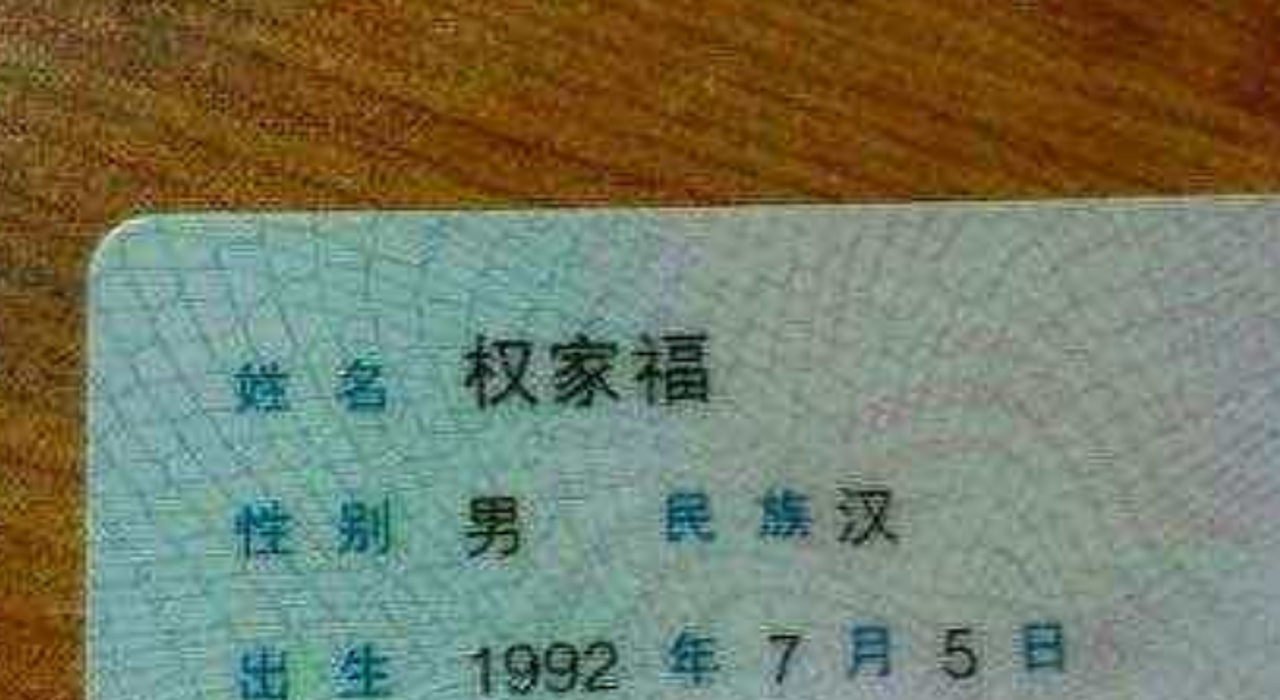 姓名 权家福
性别 男 民族 汉
出生 1992 年 7 月 5 日